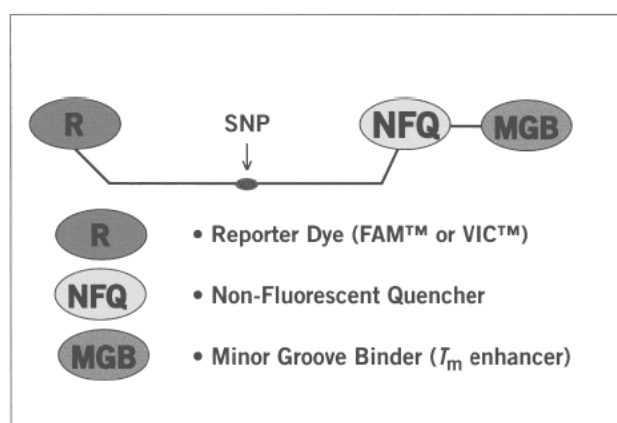 R SNP NFQ MGB
R • Reporter Dye (FAM™ or VIC™)
NFQ • Non-Fluorescent Quencher
MGB • Minor Groove Binder (Tm enhancer)